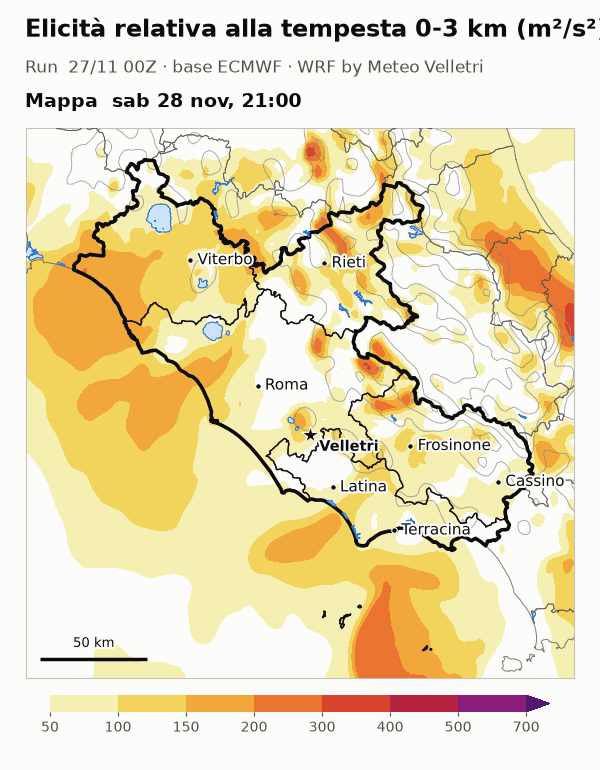 Elicità relativa alla tempesta 0-3 km (m²/s²)
Run 27/11 00Z · base ECMWF · WRF by Meteo Velletri
Mappa sab 28 nov, 21:00
Viterbo
Rieti
Roma
Velletri
Frosinone
Cassino
Latina
Terracina
50 km
50 100 150 200 300 400 500 700